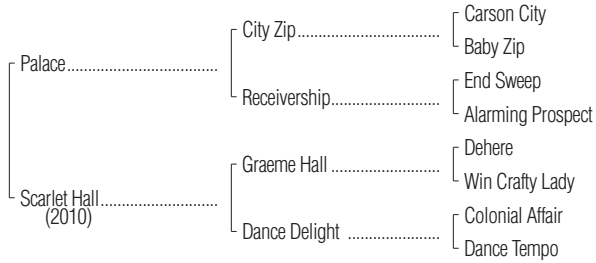 Carson City
City Zip
Baby Zip
Palace
End Sweep
Receivership
Alarming Prospect
Dehere
Graeme Hall
Win Crafty Lady
Scarlet Hall
(2010)
Colonial Affair
Dance Delight
Dance Tempo